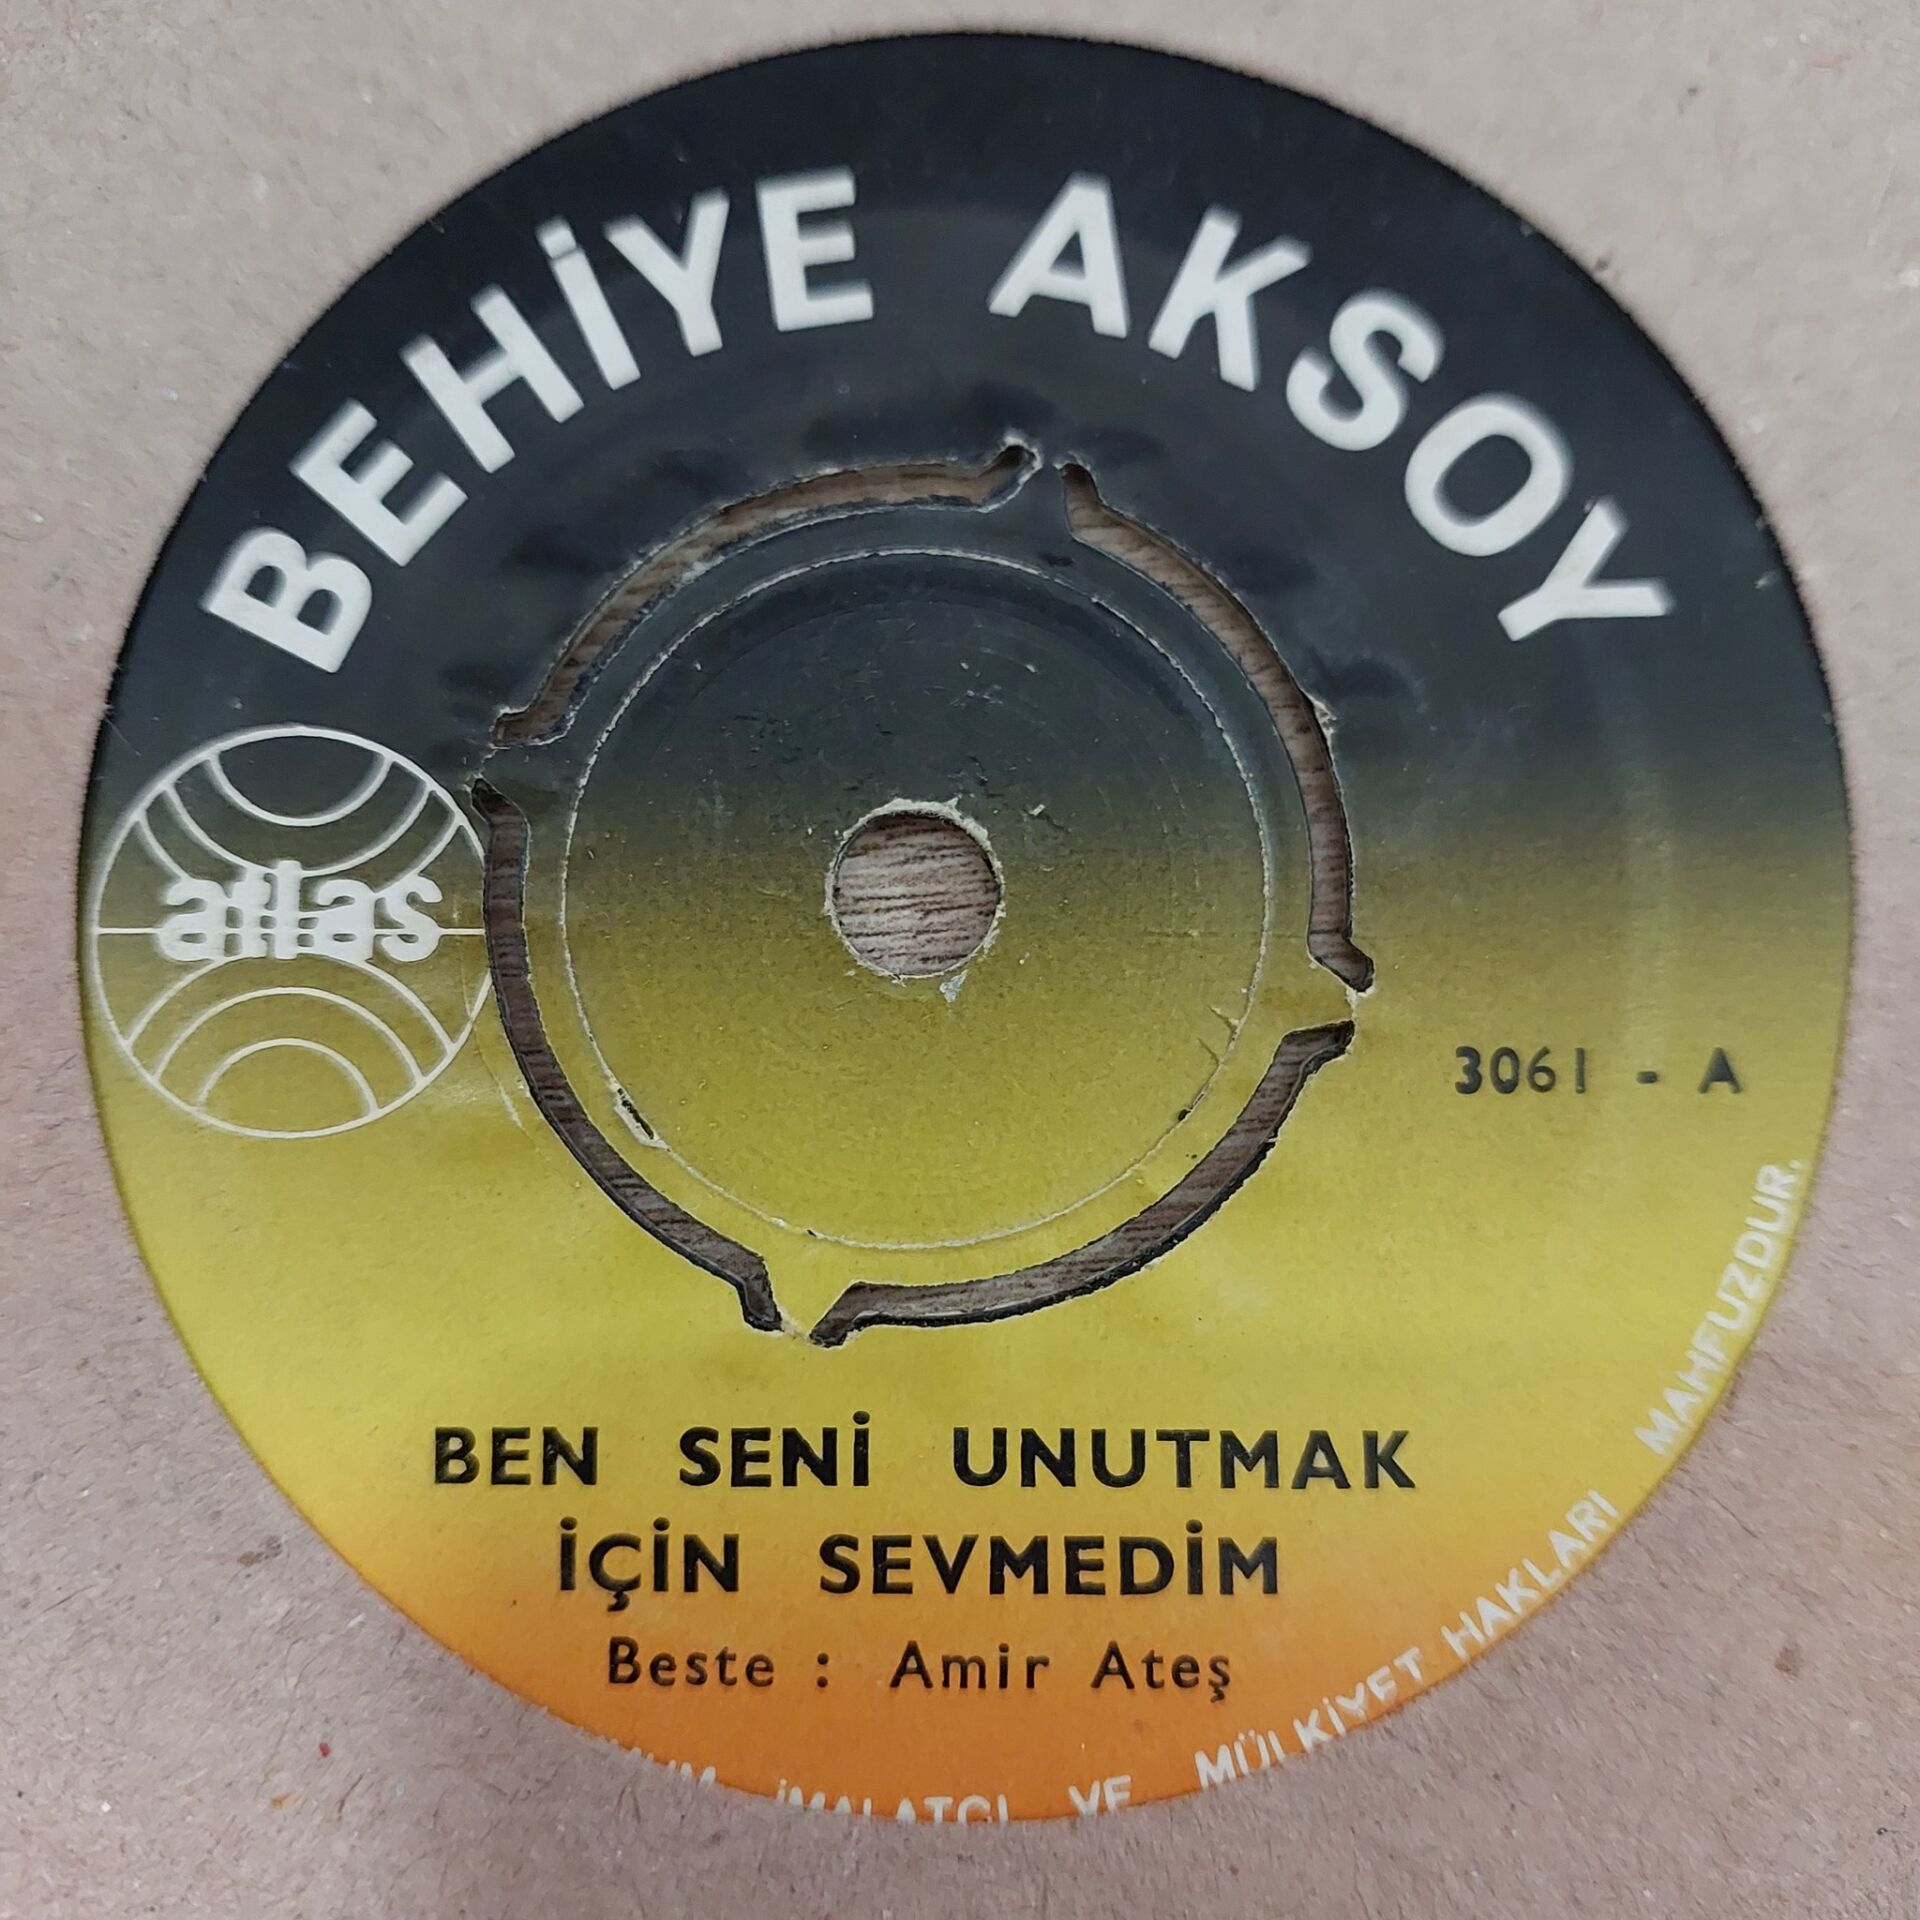 BEHİYE AKSOY
atlas
3061 - A
BEN SENİ UNUTMAK
İÇİN SEVMEDİM
Beste : Amir Ateş
İMALATÇI VE MÜLKİYET HAKLARI MAHFUZDUR.